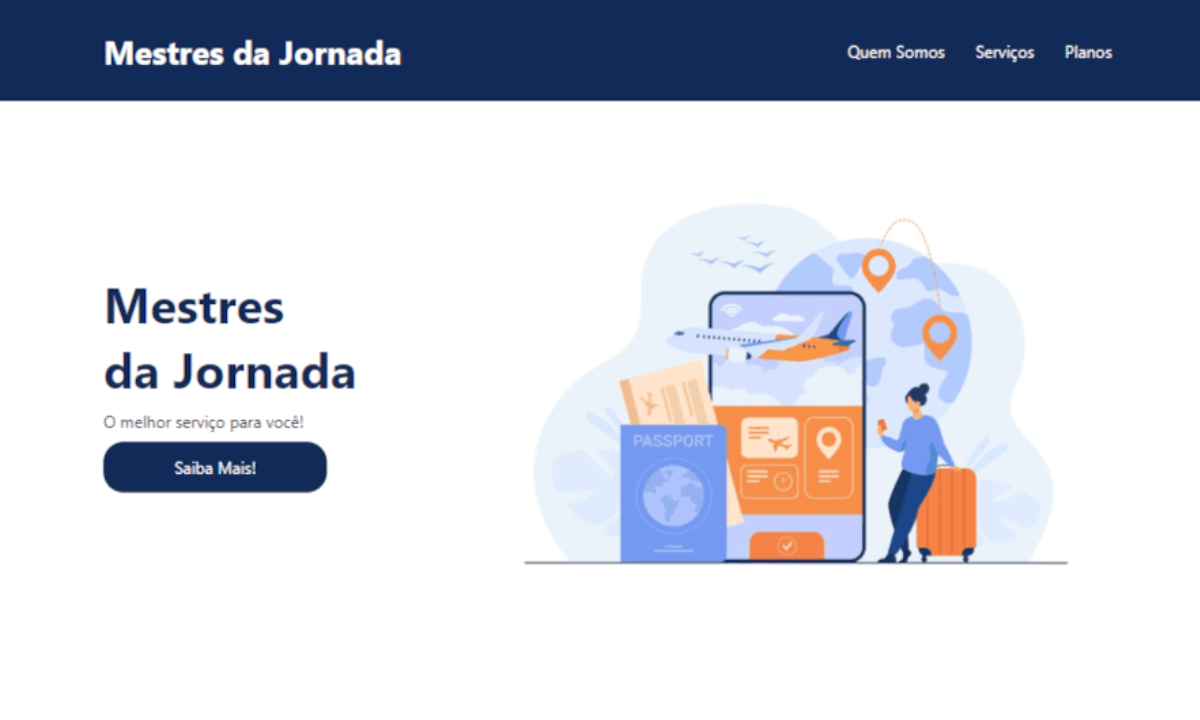 Mestres da Jornada
Quem Somos Serviços Planos
Mestres
da Jornada
O melhor serviço para você!
Saiba Mais!
PASSPORT